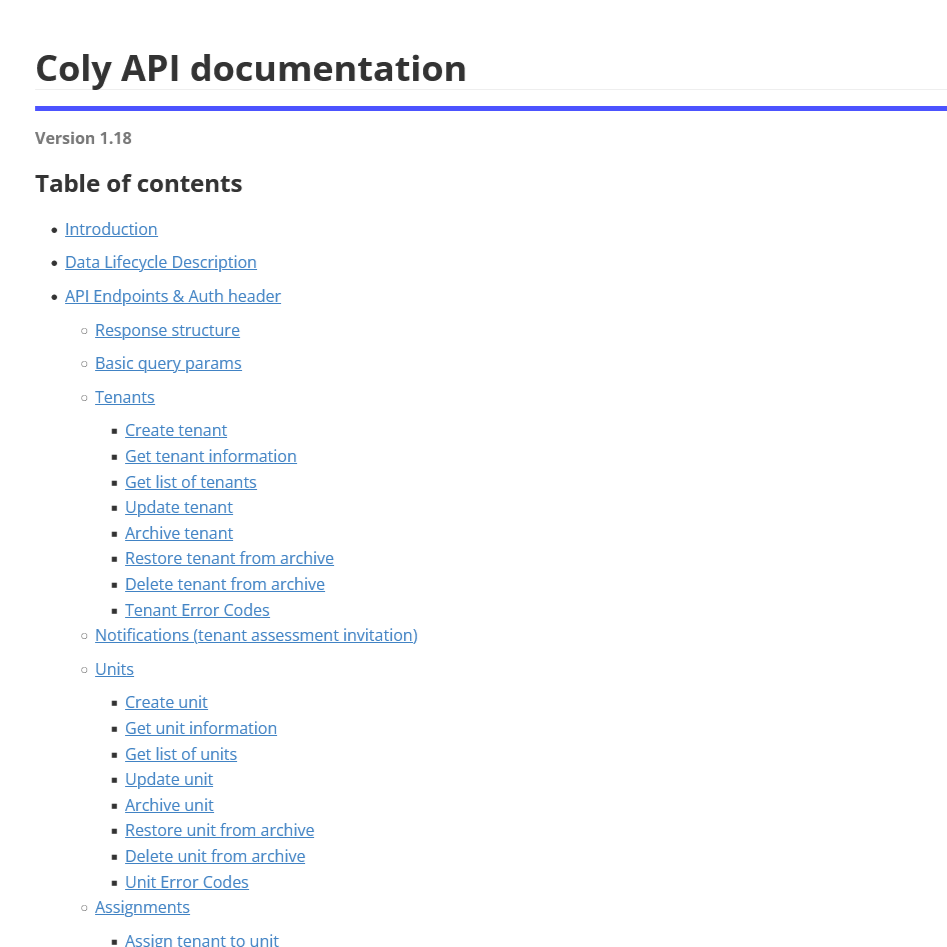 Coly API documentation
Version 1.18
Table of contents
Introduction
Data Lifecycle Description
API Endpoints & Auth header
Response structure
Basic query params
Tenants
Create tenant
Get tenant information
Get list of tenants
Update tenant
Archive tenant
Restore tenant from archive
Delete tenant from archive
Tenant Error Codes
Notifications (tenant assessment invitation)
Units
Create unit
Get unit information
Get list of units
Update unit
Archive unit
Restore unit from archive
Delete unit from archive
Unit Error Codes
Assignments
Assign tenant to unit